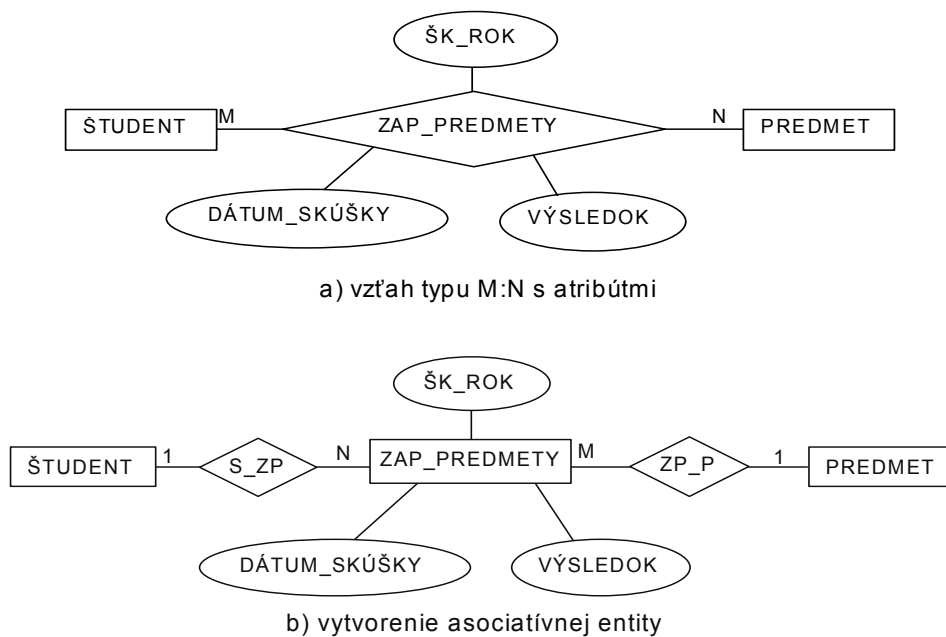 ŠK_ROK
ŠTUDENT M ZAP_PREDMETY N PREDMET
DÁTUM_SKÚŠKY VÝSLEDOK
a) vzťah typu M:N s atribútmi
ŠK_ROK
ŠTUDENT 1 S_ZP N ZAP_PREDMETY M ZP_P 1 PREDMET
DÁTUM_SKÚŠKY VÝSLEDOK
b) vytvorenie asociatívnej entity